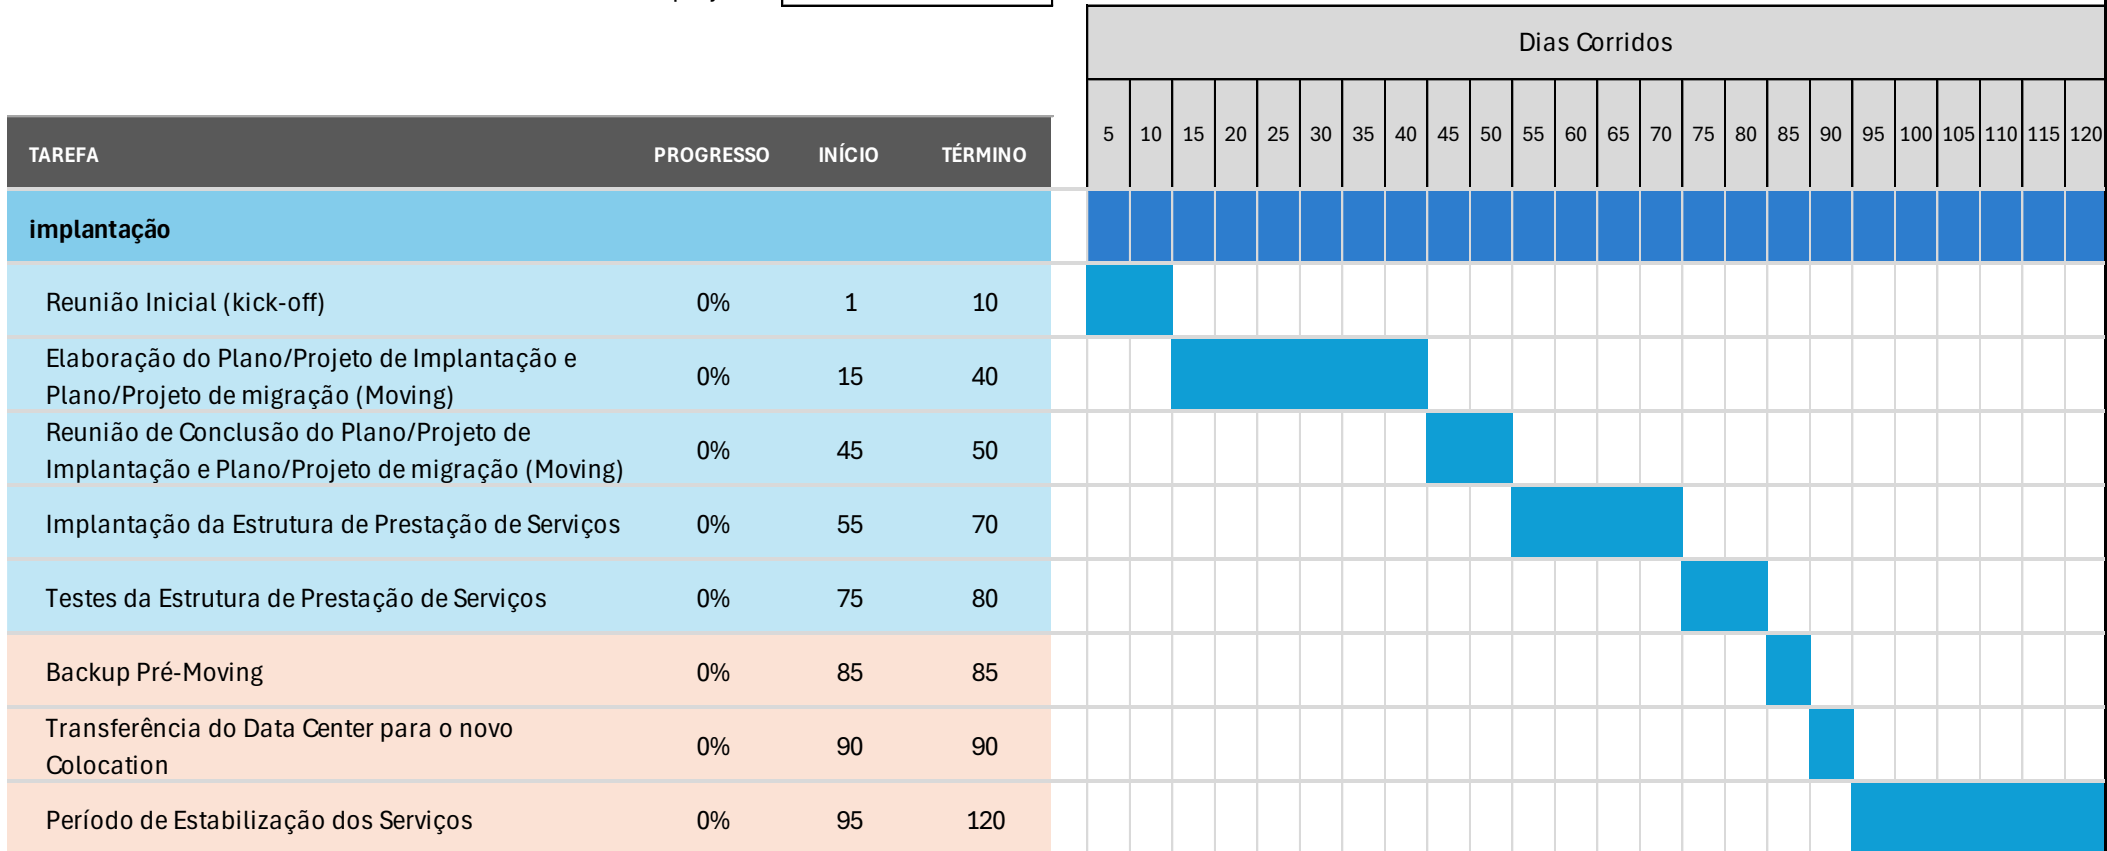 Dias Corridos
5 10 15 20 25 30 35 40 45 50 55 60 65 70 75 80 85 90 95 100 105 110 115 120
TAREFA PROGRESSO INÍCIO TÉRMINO
implantação
Reunião Inicial (kick-off) 0% 1 10
Elaboração do Plano/Projeto de Implantação e
Plano/Projeto de migração (Moving) 0% 15 40
Reunião de Conclusão do Plano/Projeto de
Implantação e Plano/Projeto de migração (Moving) 0% 45 50
Implantação da Estrutura de Prestação de Serviços 0% 55 70
Testes da Estrutura de Prestação de Serviços 0% 75 80
Backup Pré-Moving 0% 85 85
Transferência do Data Center para o novo
Colocation 0% 90 90
Período de Estabilização dos Serviços 0% 95 120